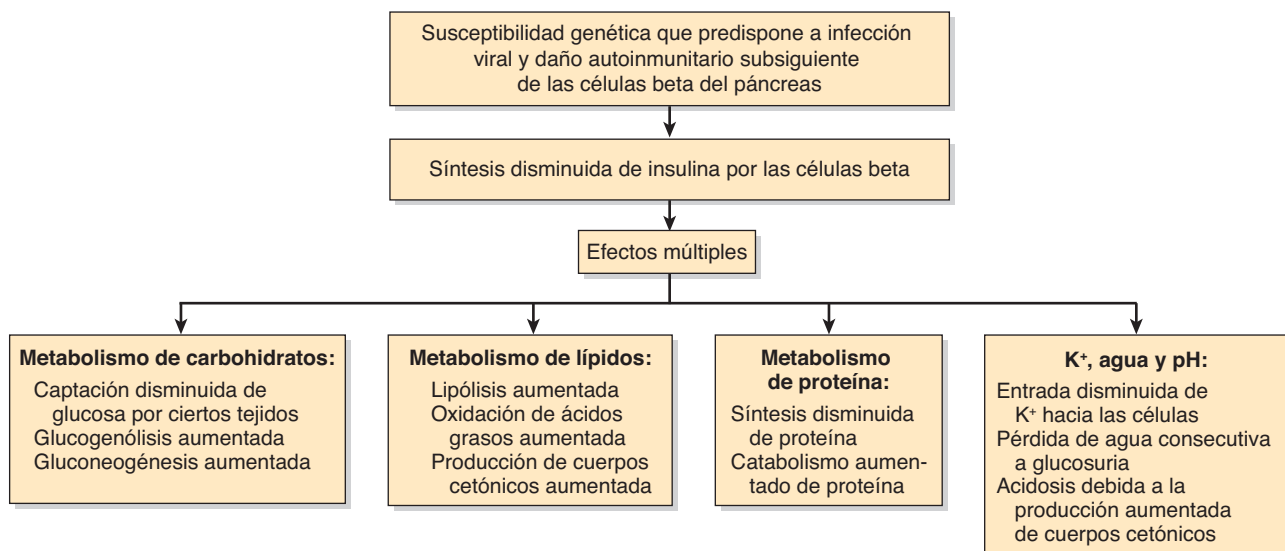 Susceptibilidad genética que predispone a infección
viral y daño autoinmunitario subsiguiente
de las células beta del páncreas
Síntesis disminuida de insulina por las células beta
Efectos múltiples
Metabolismo de carbohidratos:
Captación disminuida de
glucosa por ciertos tejidos
Glucogenólisis aumentada
Gluconeogénesis aumentada
Metabolismo de lípidos:
Lipólisis aumentada
Oxidación de ácidos
grasos aumentada
Producción de cuerpos
cetónicos aumentada
Metabolismo
de proteína:
Síntesis disminuida
de proteína
Catabolismo aumen-
tado de proteína
K⁺, agua y pH:
Entrada disminuida de
K⁺ hacia las células
Pérdida de agua consecutiva
a glucosuria
Acidosis debida a la
producción aumentada
de cuerpos cetónicos